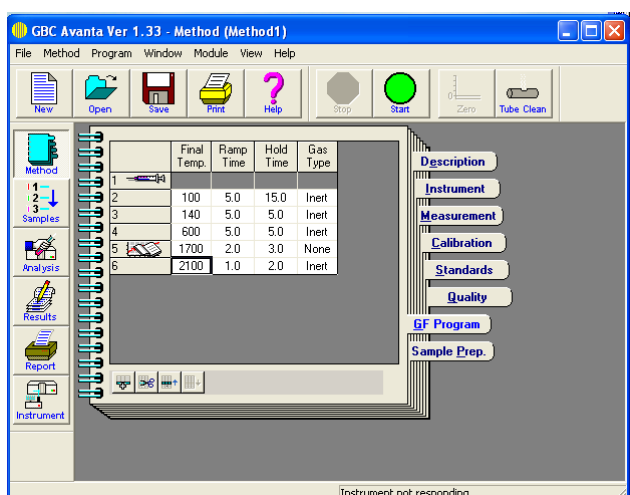 GBC Avanta Ver 1.33 - Method (Method1)
File Method Program Window Module View Help
New Open Save Print Help Stop Start Zero Tube Clean
Method
1
2
3
Samples
Analysis
Results
Report
Instrument
Final Temp. Ramp Time Hold Time Gas Type
1
2 100 5.0 15.0 Inert
3 140 5.0 5.0 Inert
4 600 5.0 5.0 Inert
5 1700 2.0 3.0 None
6 2100 1.0 2.0 Inert
Description
Instrument
Measurement
Calibration
Standards
Quality
GF Program
Sample Prep.
Instrument not responding